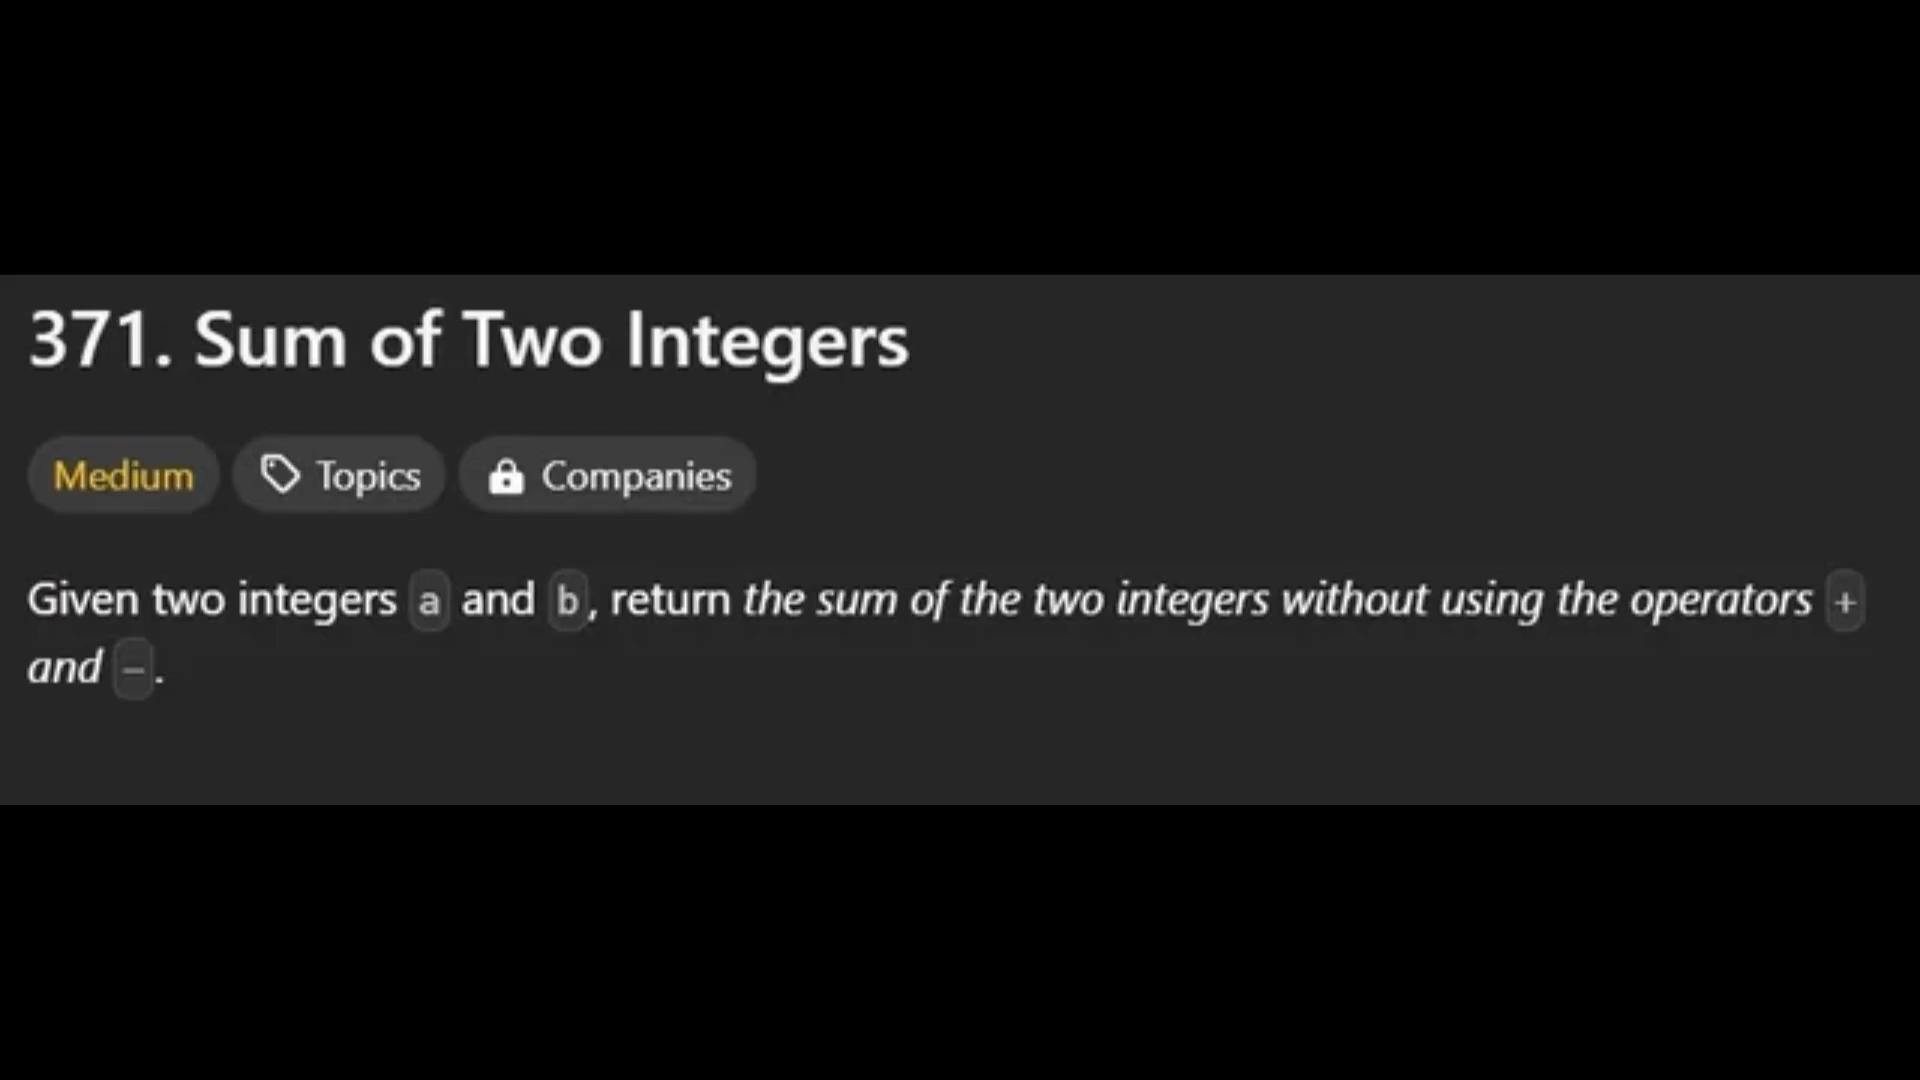 371. Sum of Two Integers
Medium Topics Companies
Given two integers a and b, return the sum of the two integers without using the operators +
and -.